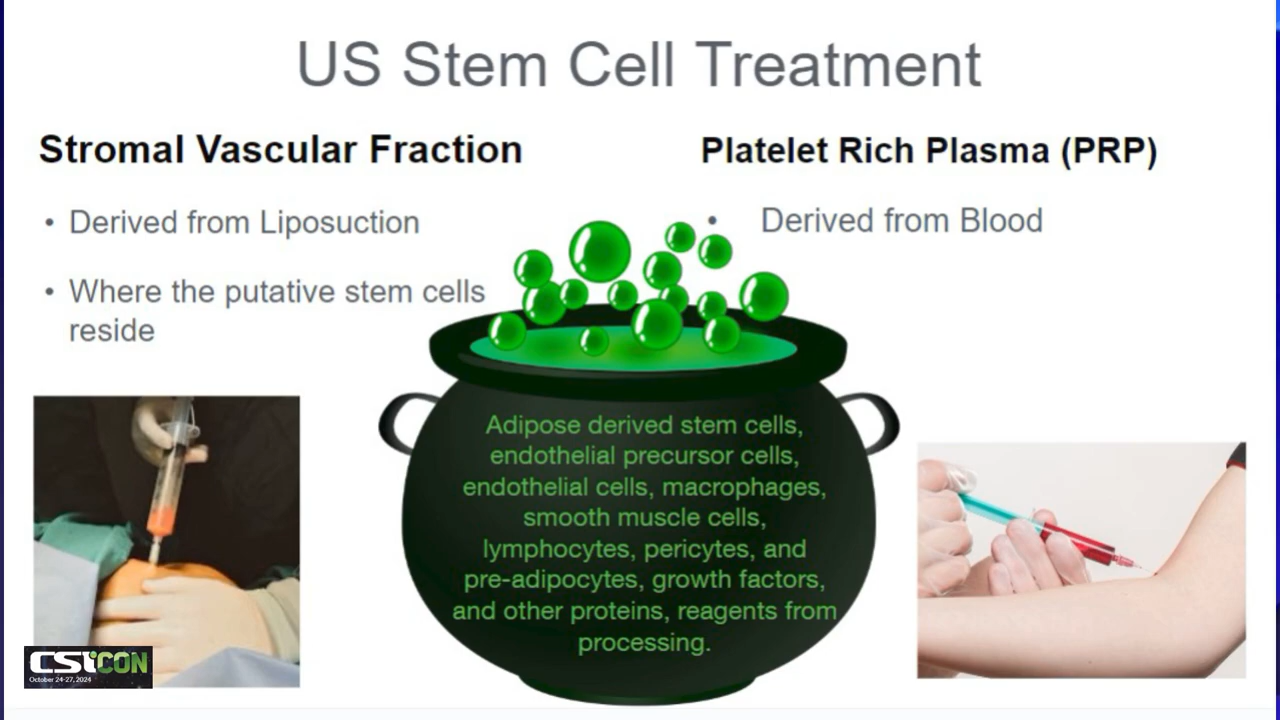 US Stem Cell Treatment
Stromal Vascular Fraction
• Derived from Liposuction
• Where the putative stem cells
reside
Platelet Rich Plasma (PRP)
• Derived from Blood
Adipose derived stem cells,
endothelial precursor cells,
endothelial cells, macrophages,
smooth muscle cells,
lymphocytes, pericytes, and
pre-adipocytes, growth factors,
and other proteins, reagents from
processing.
CSICON
October 24-27, 2024